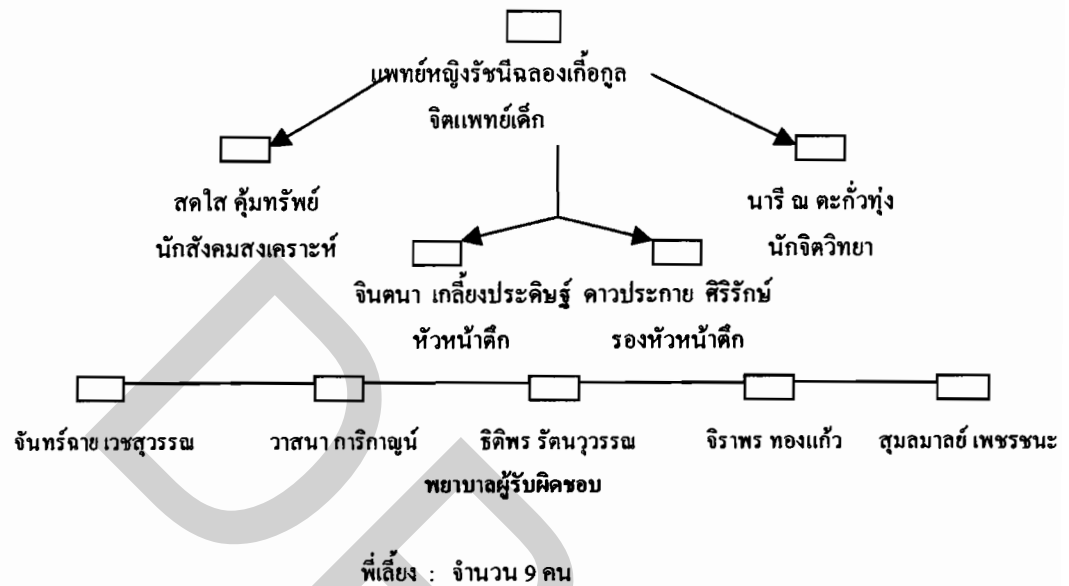 แพทย์หญิงรัชนีฉลองเกื้อกูล
จิตแพทย์เด็ก
สดใส คุ้มทรัพย์
นักสังคมสงเคราะห์
นารี ณ ตะกั่วทุ่ง
นักจิตวิทยา
จินตนา เกลี้ยงประดิษฐ์ ดาวประกาย ศิริรักษ์
หัวหน้าตึก รองหัวหน้าตึก
จันทร์ฉาย เวชสุวรรณ วาสนา การิกาญน์ ธิติพร รัตนวุวรรณ จิราพร ทองแก้ว สุมลมาลย์ เพชรชนะ
พยาบาลผู้รับผิดชอบ
พี่เลี้ยง : จำนวน 9 คน